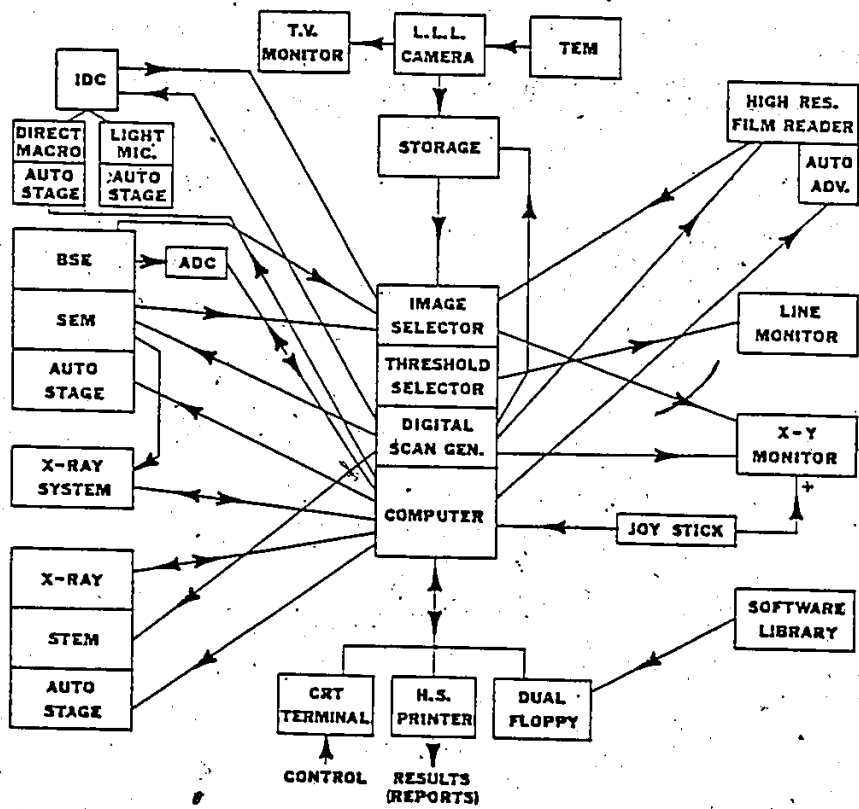 T.V.
MONITOR
L.L.L.
CAMERA
TEM
IDC
HIGH RES.
FILM READER
DIRECT
MACRO
LIGHT
MIC.
AUTO
STAGE
AUTO
STAGE
STORAGE
AUTO
ADV.
BSE
ADC
SEM
AUTO
STAGE
IMAGE
SELECTOR
THRESHOLD
SELECTOR
DIGITAL
SCAN GEN.
COMPUTER
LINE
MONITOR
X-Y
MONITOR
+
X-RAY
SYSTEM
JOY STICK
X-RAY
STEM
AUTO
STAGE
SOFTWARE
LIBRARY
CRT
TERMINAL
H.S.
PRINTER
DUAL
FLOPPY
CONTROL
RESULTS
(REPORTS)